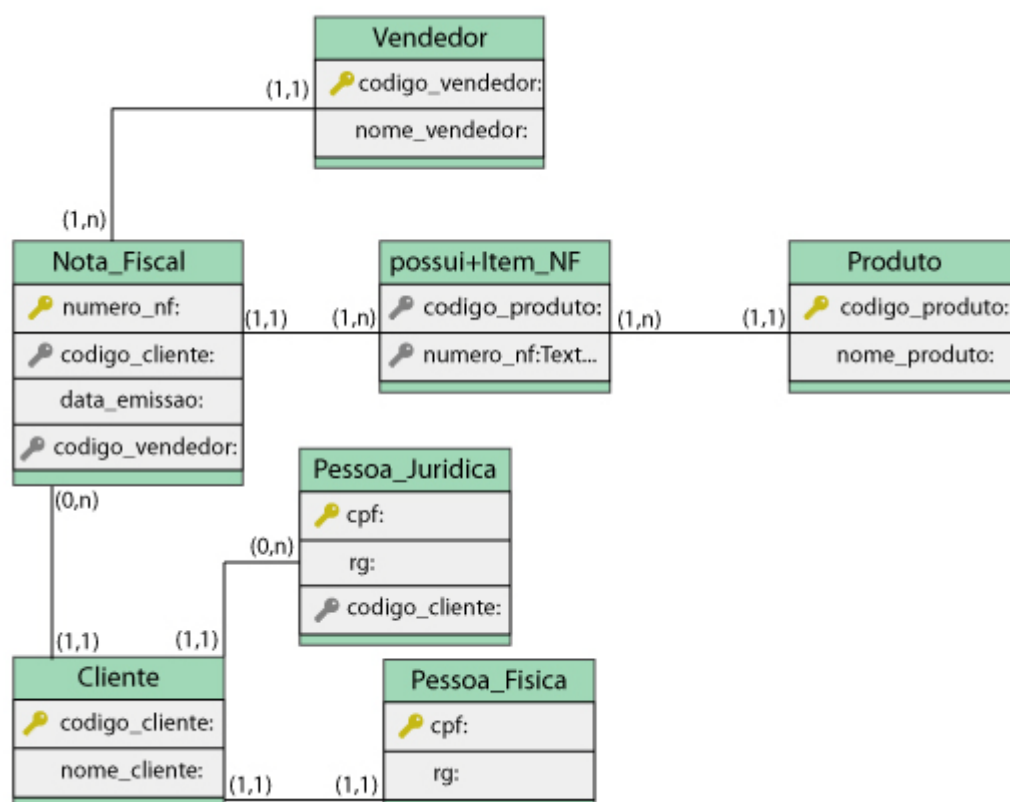 Vendedor
codigo_vendedor:
nome_vendedor:
(1,1)
(1,n)
Nota_Fiscal
numero_nf:
codigo_cliente:
data_emissao:
codigo_vendedor:
(1,1)
(1,n)
possui+Item_NF
codigo_produto:
numero_nf:Text...
(1,n)
(1,1)
Produto
codigo_produto:
nome_produto:
(0,n)
(1,1)
Pessoa_Juridica
cpf:
rg:
codigo_cliente:
(0,n)
(1,1)
Cliente
codigo_cliente:
nome_cliente:
(1,1)
(1,1)
Pessoa_Fisica
cpf:
rg: